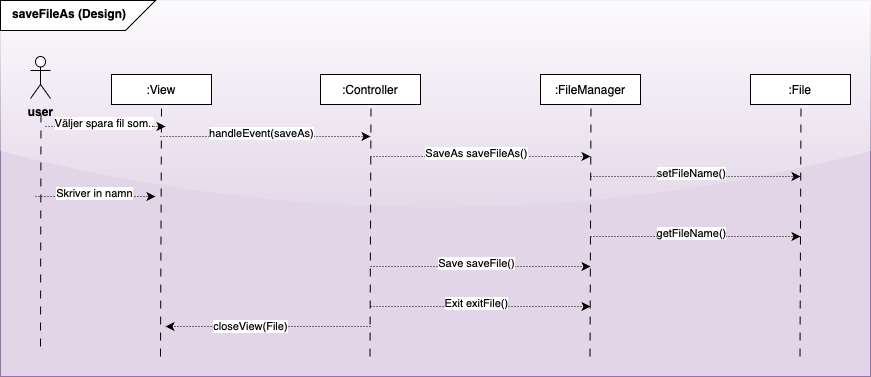 saveFileAs (Design)
:View
:Controller
:FileManager
:File
user
Väljer spara fil som..
handleEvent(saveAs)
SaveAs saveFileAs()
setFileName()
Skriver in namn
getFileName()
Save saveFile()
Exit exitFile()
closeView(File)